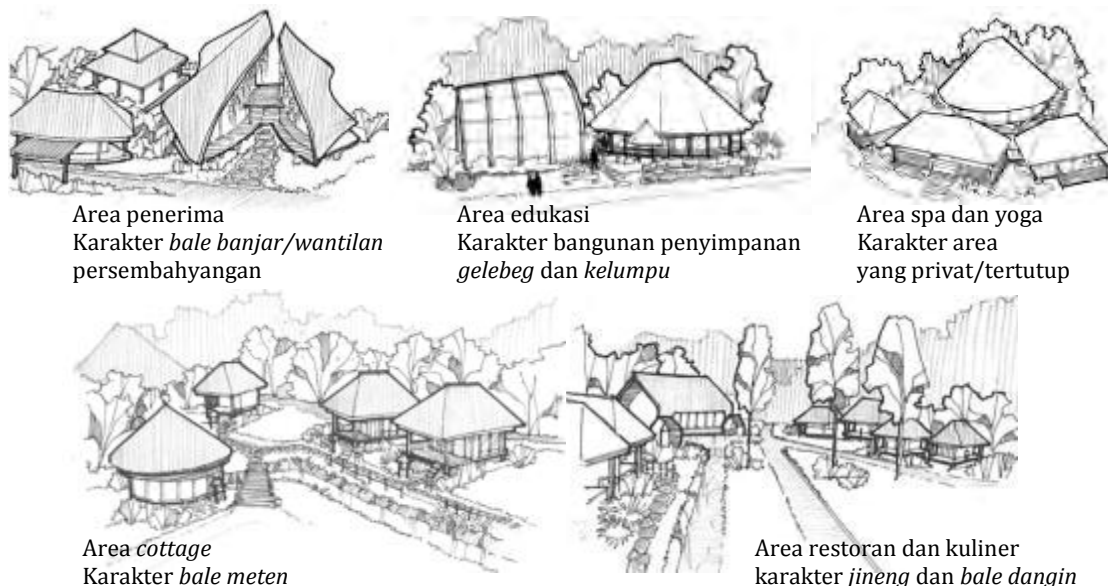 Area penerima
Karakter bale banjar/wantilan
persembahyangan
Area edukasi
Karakter bangunan penyimpanan
gelebeg dan kelumpu
Area spa dan yoga
Karakter area
yang privat/tertutup
Area cottage
Karakter bale meten
Area restoran dan kuliner
karakter jineng dan bale dangin